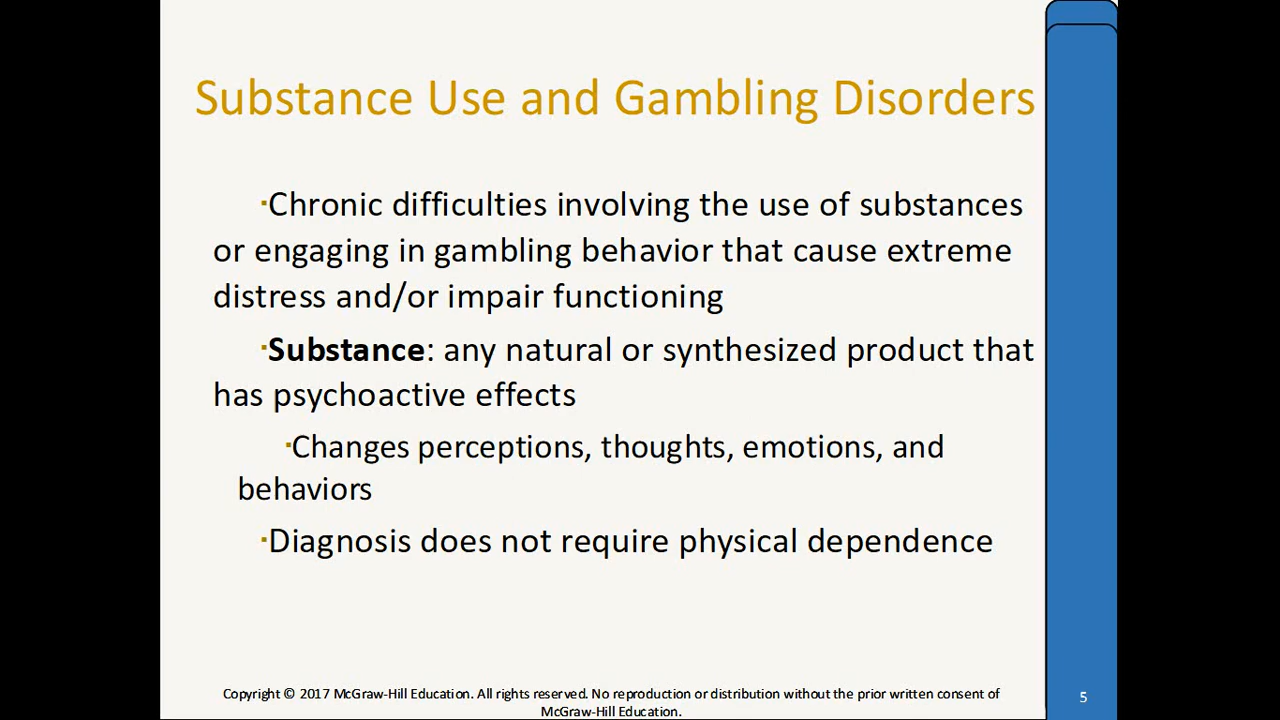 Substance Use and Gambling Disorders
▪Chronic difficulties involving the use of substances
or engaging in gambling behavior that cause extreme
distress and/or impair functioning
▪Substance: any natural or synthesized product that
has psychoactive effects
▪Changes perceptions, thoughts, emotions, and
behaviors
▪Diagnosis does not require physical dependence
Copyright © 2017 McGraw-Hill Education. All rights reserved. No reproduction or distribution without the prior written consent of
McGraw-Hill Education.
5